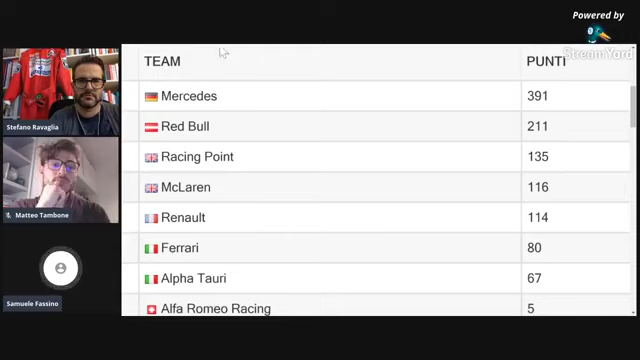 Powered by
StreamYard
TEAM PUNTI
Mercedes 391
Red Bull 211
Racing Point 135
McLaren 116
Renault 114
Ferrari 80
Alpha Tauri 67
Alfa Romeo Racing 5
Stefano Ravaglia
Matteo Tambone
Samuele Fassino